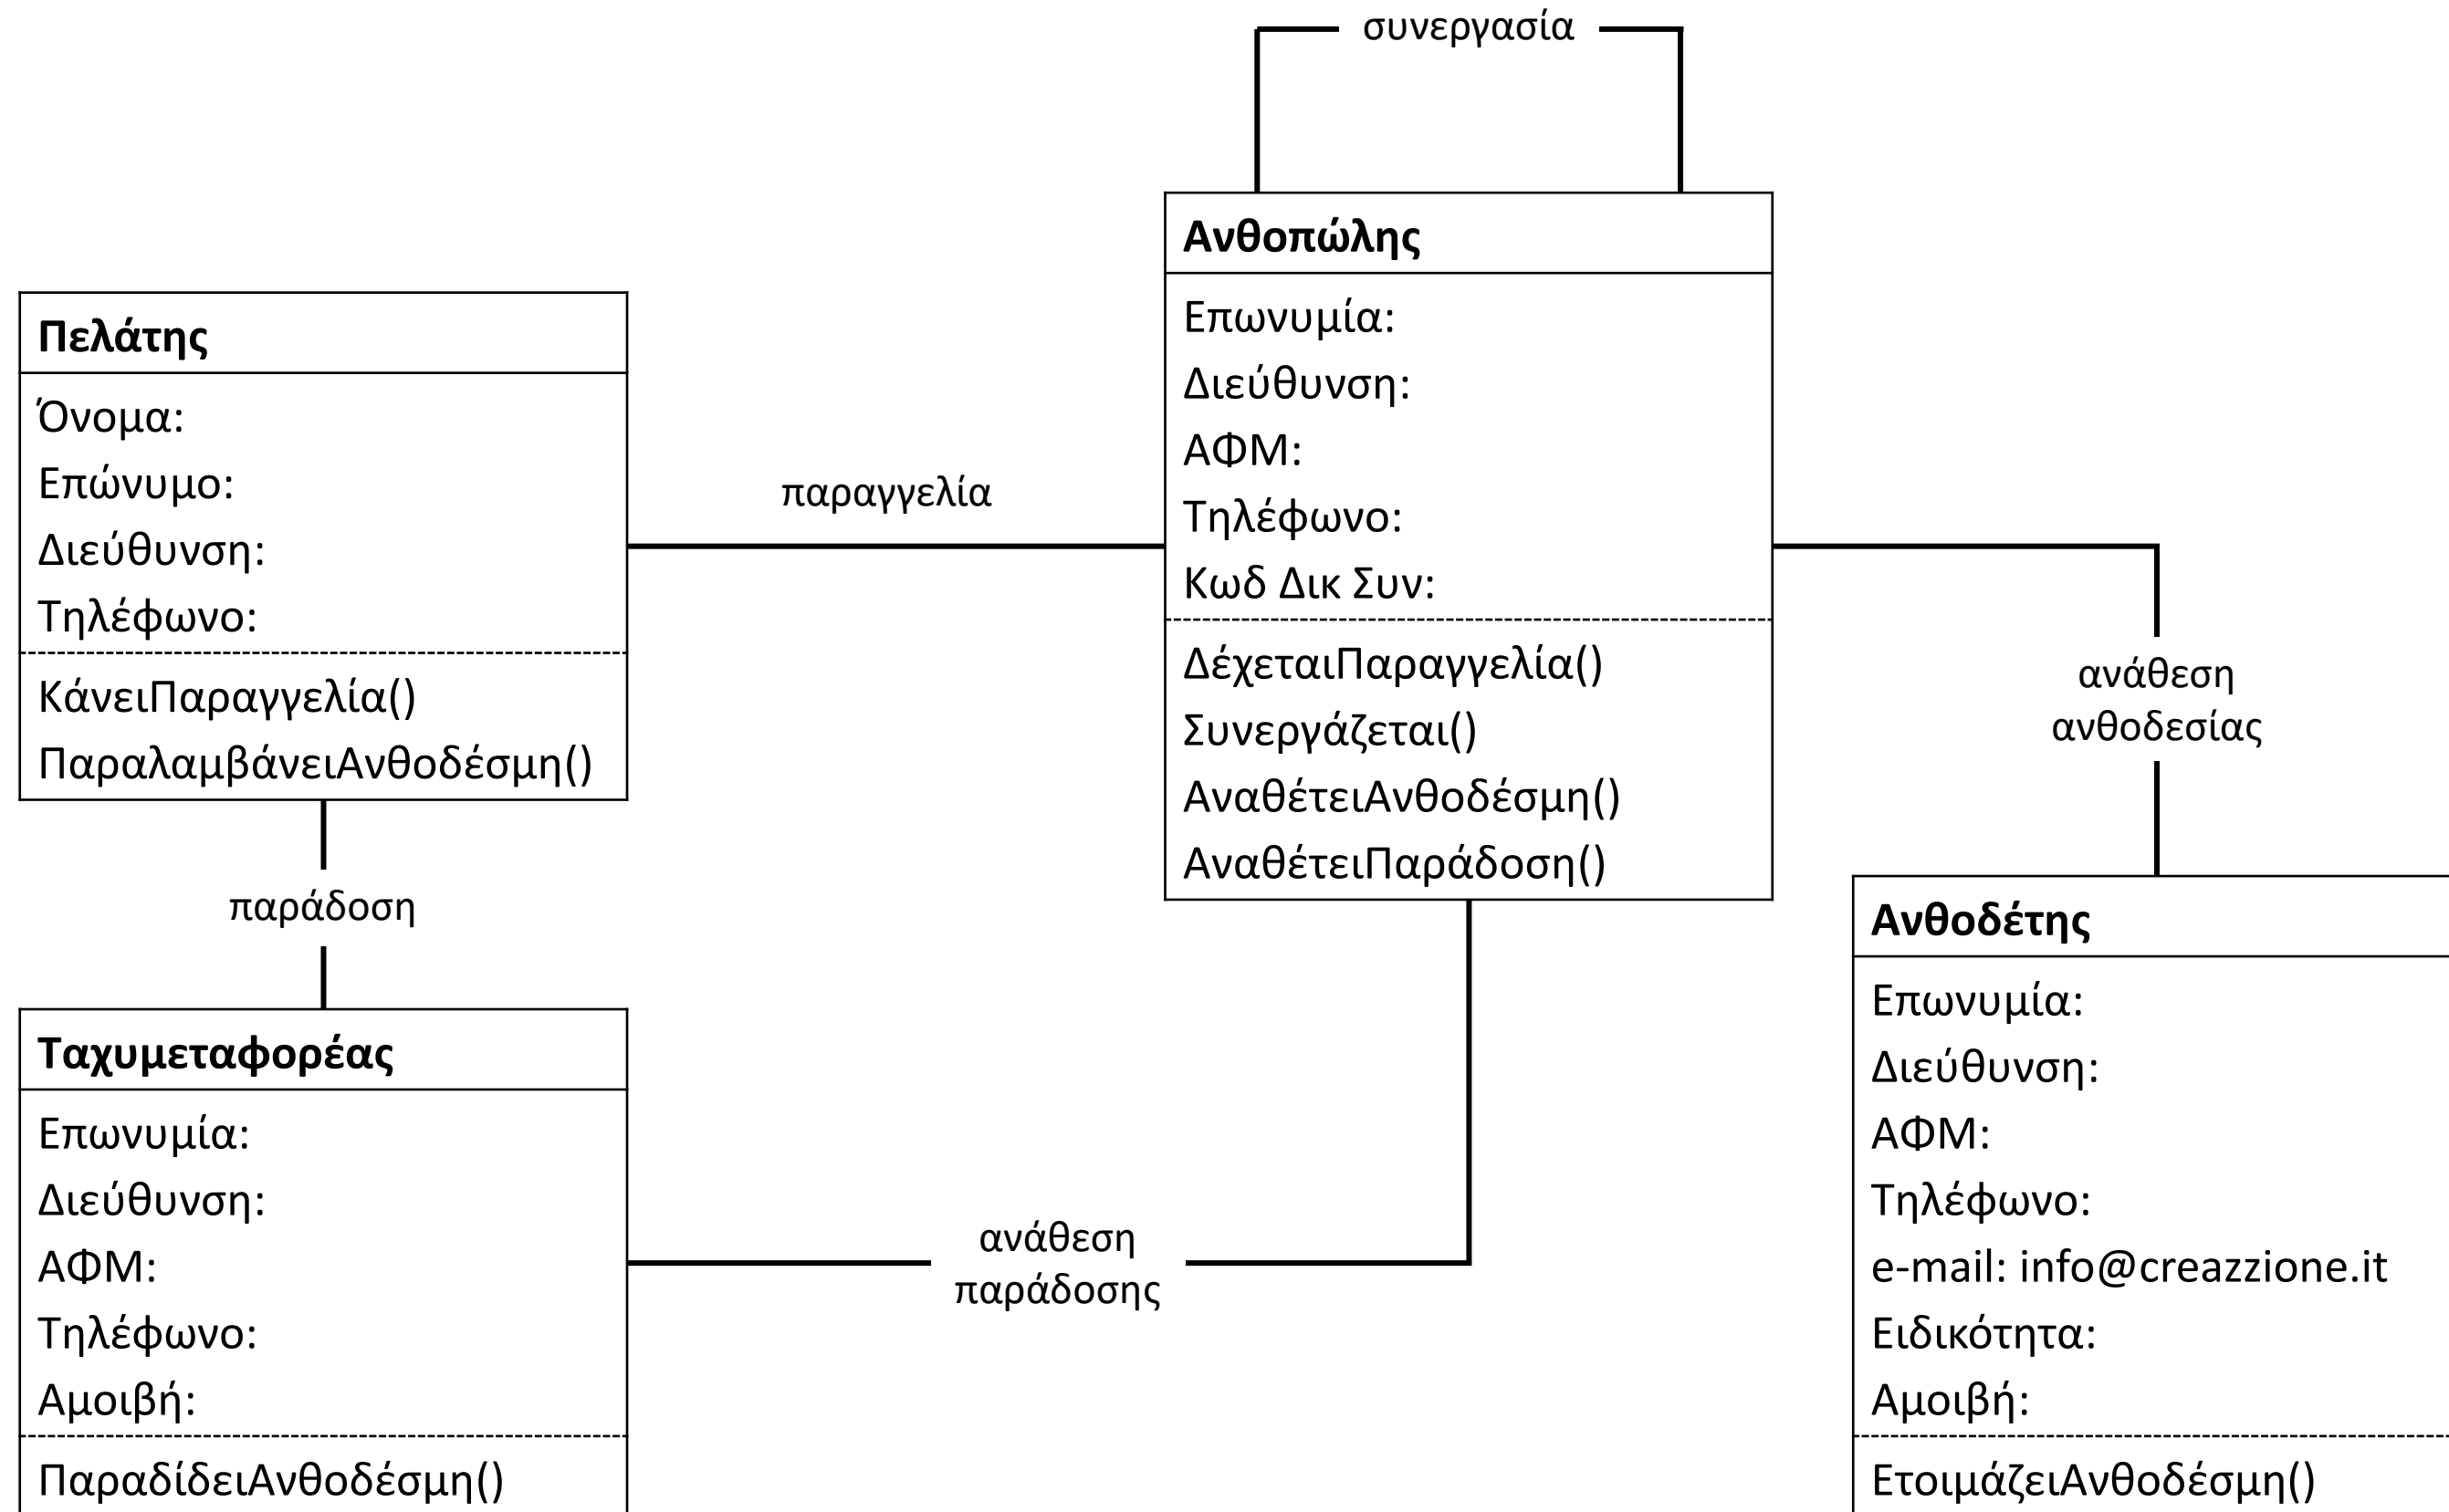 συνεργασία
Ανθοπώλης
Επωνυμία:
Διεύθυνση:
ΑΦΜ:
Τηλέφωνο:
Κωδ Δικ Συν:
ΔέχεταιΠαραγγελία()
Συνεργάζεται()
ΑναθέτειΑνθοδέσμη()
ΑναθέτειΠαράδοση()
Πελάτης
Όνομα:
Επώνυμο:
Διεύθυνση:
Τηλέφωνο:
ΚάνειΠαραγγελία()
ΠαραλαμβάνειΑνθοδέσμη()
παραγγελία
ανάθεση
ανθοδεσίας
παράδοση
Ταχυμεταφορέας
Επωνυμία:
Διεύθυνση:
ΑΦΜ:
Τηλέφωνο:
Αμοιβή:
ΠαραδίδειΑνθοδέσμη()
ανάθεση
παράδοσης
Ανθοδέτης
Επωνυμία:
Διεύθυνση:
ΑΦΜ:
Τηλέφωνο:
e-mail: info@creazzione.it
Ειδικότητα:
Αμοιβή:
ΕτοιμάζειΑνθοδέσμη()